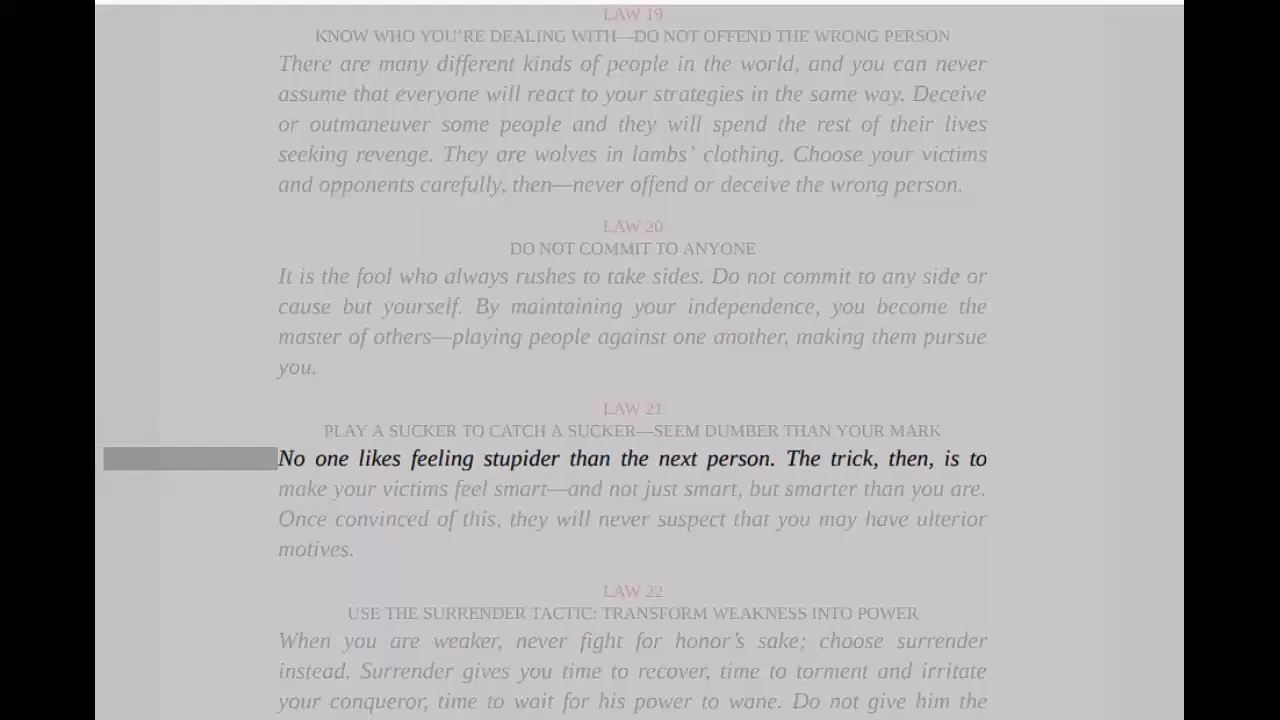 LAW 19
KNOW WHO YOU’RE DEALING WITH—DO NOT OFFEND THE WRONG PERSON
There are many different kinds of people in the world, and you can never
assume that everyone will react to your strategies in the same way. Deceive
or outmaneuver some people and they will spend the rest of their lives
seeking revenge. They are wolves in lambs’ clothing. Choose your victims
and opponents carefully, then—never offend or deceive the wrong person.
LAW 20
DO NOT COMMIT TO ANYONE
It is the fool who always rushes to take sides. Do not commit to any side or
cause but yourself. By maintaining your independence, you become the
master of others—playing people against one another, making them pursue
you.
LAW 21
PLAY A SUCKER TO CATCH A SUCKER—SEEM DUMBER THAN YOUR MARK
No one likes feeling stupider than the next person. The trick, then, is to
make your victims feel smart—and not just smart, but smarter than you are.
Once convinced of this, they will never suspect that you may have ulterior
motives.
LAW 22
USE THE SURRENDER TACTIC: TRANSFORM WEAKNESS INTO POWER
When you are weaker, never fight for honor’s sake; choose surrender
instead. Surrender gives you time to recover, time to torment and irritate
your conqueror, time to wait for his power to wane. Do not give him the